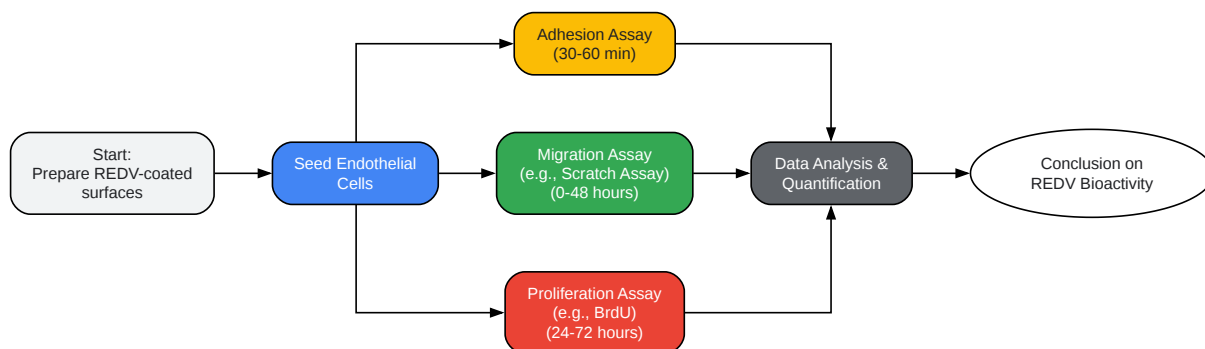 Start:
Prepare REDV-coated
surfaces
Seed Endothelial
Cells
Adhesion Assay
(30-60 min)
Migration Assay
(e.g., Scratch Assay)
(0-48 hours)
Proliferation Assay
(e.g., BrdU)
(24-72 hours)
Data Analysis &
Quantification
Conclusion on
REDV Bioactivity